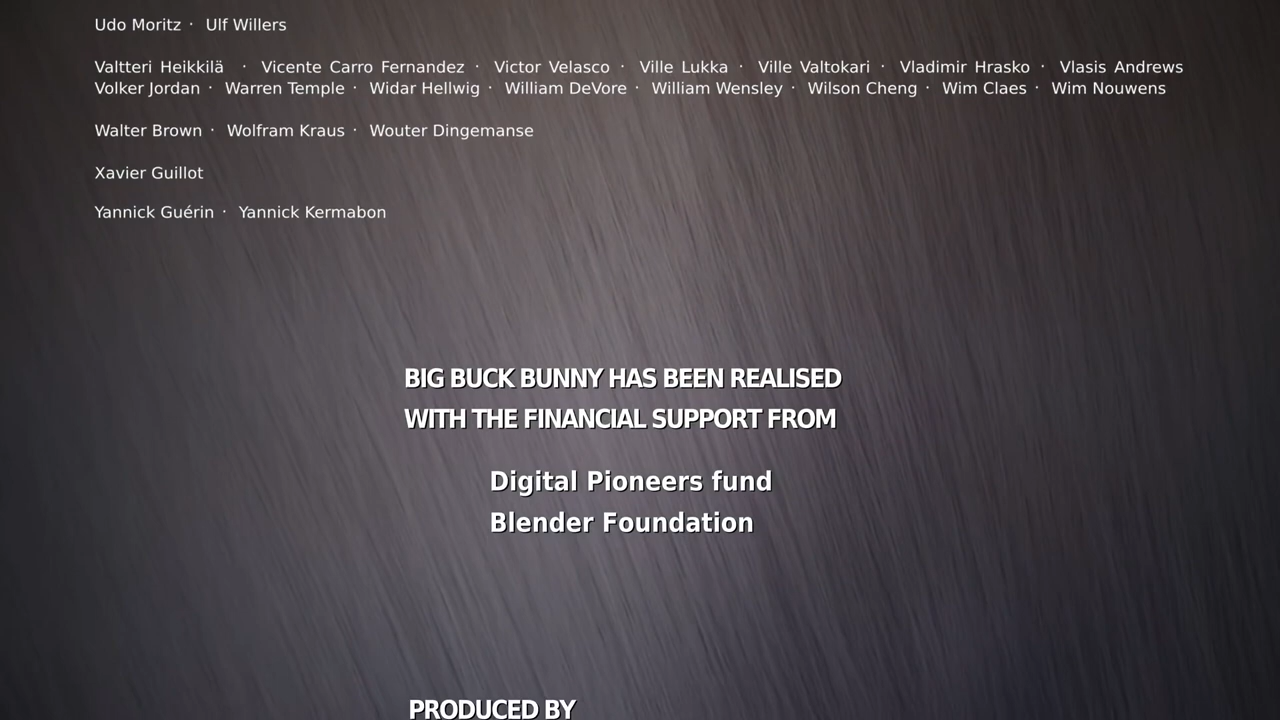 Udo Moritz · Ulf Willers
Valtteri Heikkilä · Vicente Carro Fernandez · Victor Velasco · Ville Lukka · Ville Valtokari · Vladimir Hrasko · Vlasis Andrews
Volker Jordan · Warren Temple · Widar Hellwig · William DeVore · William Wensley · Wilson Cheng · Wim Claes · Wim Nouwens
Walter Brown · Wolfram Kraus · Wouter Dingemanse
Xavier Guillot
Yannick Guérin · Yannick Kermabon
BIG BUCK BUNNY HAS BEEN REALISED
WITH THE FINANCIAL SUPPORT FROM
Digital Pioneers fund
Blender Foundation
PRODUCED BY